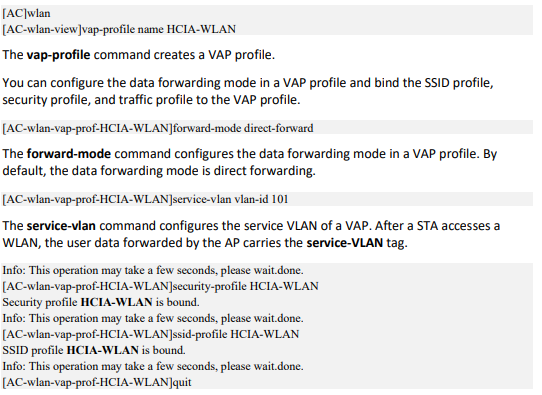 [AC]wlan
[AC-wlan-view]vap-profile name HCIA-WLAN
The vap-profile command creates a VAP profile.
You can configure the data forwarding mode in a VAP profile and bind the SSID profile,
security profile, and traffic profile to the VAP profile.
[AC-wlan-vap-prof-HCIA-WLAN]forward-mode direct-forward
The forward-mode command configures the data forwarding mode in a VAP profile. By
default, the data forwarding mode is direct forwarding.
[AC-wlan-vap-prof-HCIA-WLAN]service-vlan vlan-id 101
The service-vlan command configures the service VLAN of a VAP. After a STA accesses a
WLAN, the user data forwarded by the AP carries the service-VLAN tag.
Info: This operation may take a few seconds, please wait.done.
[AC-wlan-vap-prof-HCIA-WLAN]security-profile HCIA-WLAN
Security profile HCIA-WLAN is bound.
Info: This operation may take a few seconds, please wait.done.
[AC-wlan-vap-prof-HCIA-WLAN]ssid-profile HCIA-WLAN
SSID profile HCIA-WLAN is bound.
Info: This operation may take a few seconds, please wait.done.
[AC-wlan-vap-prof-HCIA-WLAN]quit